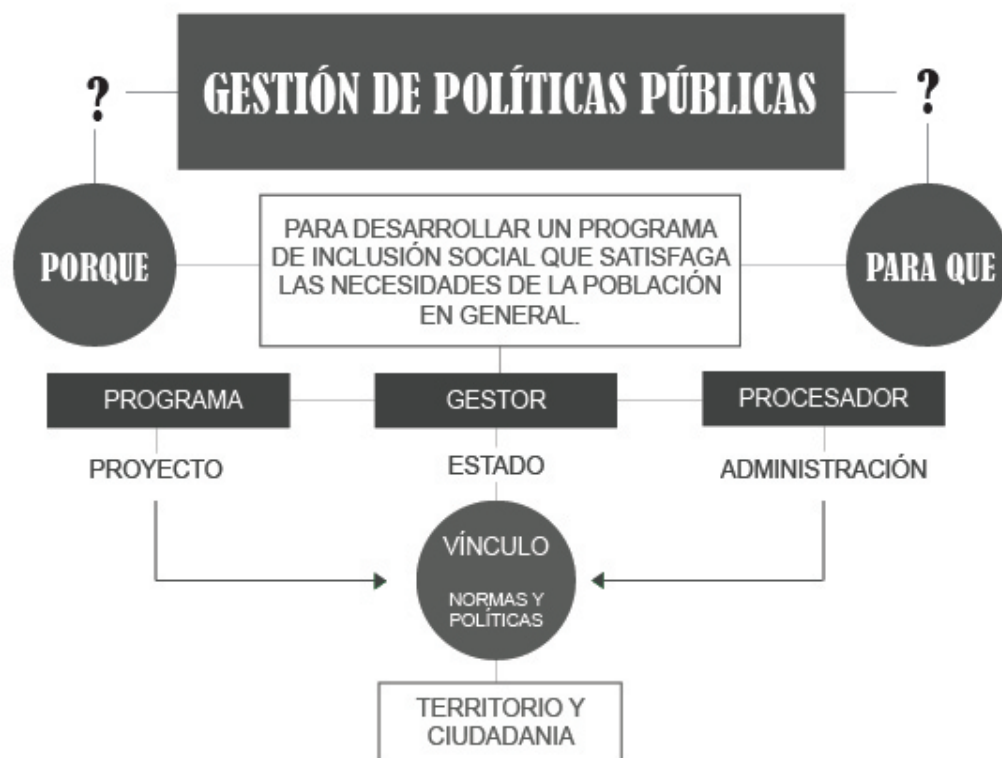 GESTIÓN DE POLÍTICAS PÚBLICAS
?
?
PORQUE
PARA DESARROLLAR UN PROGRAMA
DE INCLUSIÓN SOCIAL QUE SATISFAGA
LAS NECESIDADES DE LA POBLACIÓN
EN GENERAL.
PARA QUE
PROGRAMA
GESTOR
PROCESADOR
PROYECTO
ESTADO
ADMINISTRACIÓN
VÍNCULO
NORMAS Y
POLÍTICAS
TERRITORIO Y
CIUDADANIA